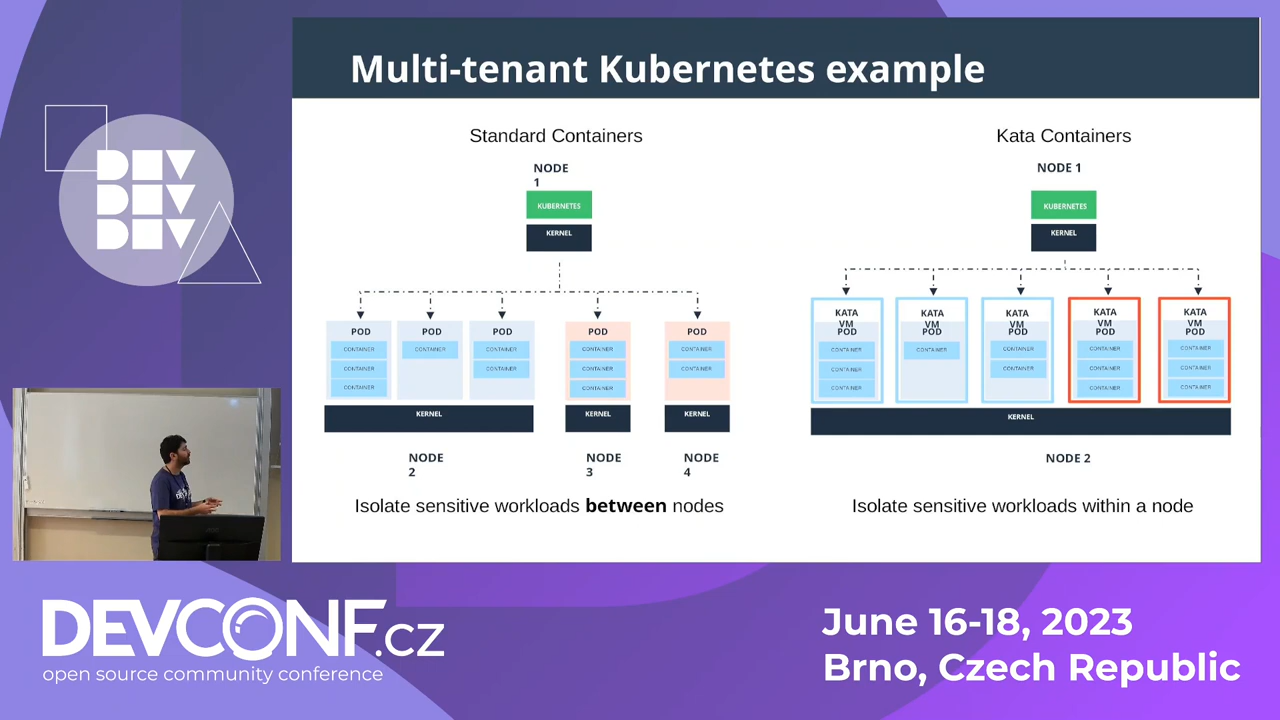 Multi-tenant Kubernetes example
Standard Containers
NODE
1
KUBERNETES
KERNEL
POD
CONTAINER
CONTAINER
CONTAINER
POD
CONTAINER
POD
CONTAINER
CONTAINER
KERNEL
NODE
2
POD
CONTAINER
CONTAINER
CONTAINER
KERNEL
NODE
3
POD
CONTAINER
CONTAINER
KERNEL
NODE
4
Isolate sensitive workloads between nodes
Kata Containers
NODE 1
KUBERNETES
KERNEL
KATA
VM
POD
CONTAINER
CONTAINER
CONTAINER
KATA
VM
POD
CONTAINER
KATA
VM
POD
CONTAINER
CONTAINER
KATA
VM
POD
CONTAINER
CONTAINER
CONTAINER
KATA
VM
POD
CONTAINER
CONTAINER
CONTAINER
KERNEL
NODE 2
Isolate sensitive workloads within a node
DEV
DEV
DEV
DEVCONF.cz
open source community conference
June 16-18, 2023
Brno, Czech Republic